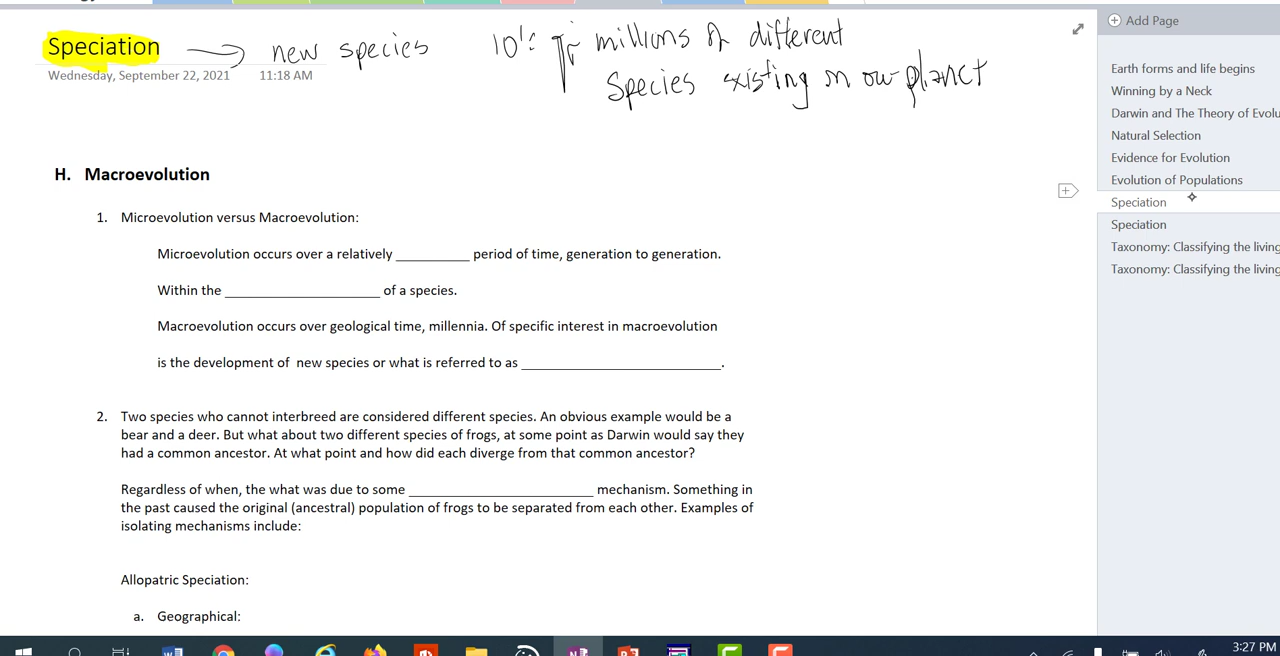 Speciation → new species 10's millions of different
Species existing on our planet
Wednesday, September 22, 2021 11:18 AM
H. Macroevolution
1. Microevolution versus Macroevolution:
Microevolution occurs over a relatively __________ period of time, generation to generation.
Within the _____________________ of a species.
Macroevolution occurs over geological time, millennia. Of specific interest in macroevolution
is the development of new species or what is referred to as ___________________________.
2. Two species who cannot interbreed are considered different species. An obvious example would be a
bear and a deer. But what about two different species of frogs, at some point as Darwin would say they
had a common ancestor. At what point and how did each diverge from that common ancestor?
Regardless of when, the what was due to some _________________________ mechanism. Something in
the past caused the original (ancestral) population of frogs to be separated from each other. Examples of
isolating mechanisms include:
Allopatric Speciation:
a. Geographical:
Add Page
Earth forms and life begins
Winning by a Neck
Darwin and The Theory of Evolu
Natural Selection
Evidence for Evolution
Evolution of Populations
Speciation
Speciation
Taxonomy: Classifying the living
Taxonomy: Classifying the living
3:27 PM